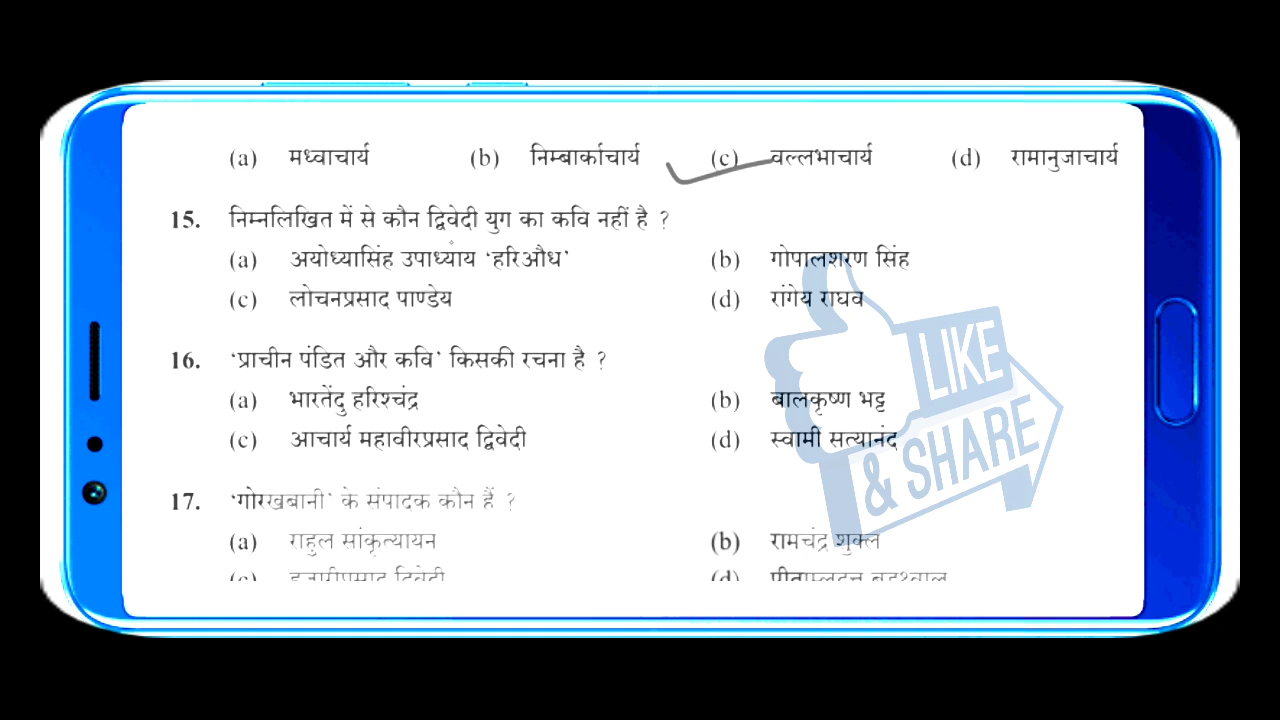 (a) मध्वाचार्य (b) निम्बार्काचार्य (c) वल्लभाचार्य (d) रामानुजाचार्य
15. निम्नलिखित में से कौन द्विवेदी युग का कवि नहीं है ?
(a) अयोध्यासिंह उपाध्याय ‘हरिऔध’ (b) गोपालशरण सिंह
(c) लोचनप्रसाद पाण्डेय (d) रांगेय राघव
16. ‘प्राचीन पंडित और कवि’ किसकी रचना है ?
(a) भारतेंदु हरिश्चंद्र (b) बालकृष्ण भट्ट
(c) आचार्य महावीरप्रसाद द्विवेदी (d) स्वामी सत्यानंद
17. ‘गोरखबानी’ के संपादक कौन हैं ?
(a) राहुल सांकृत्यायन (b) रामचंद्र शुक्ल
LIKE
& SHARE